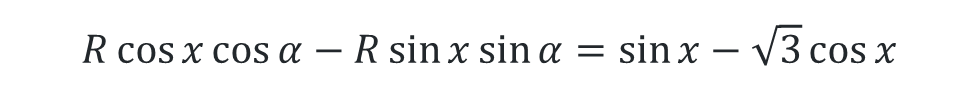 R cos x cos α − R sin x sin α = sin x − √3 cos x